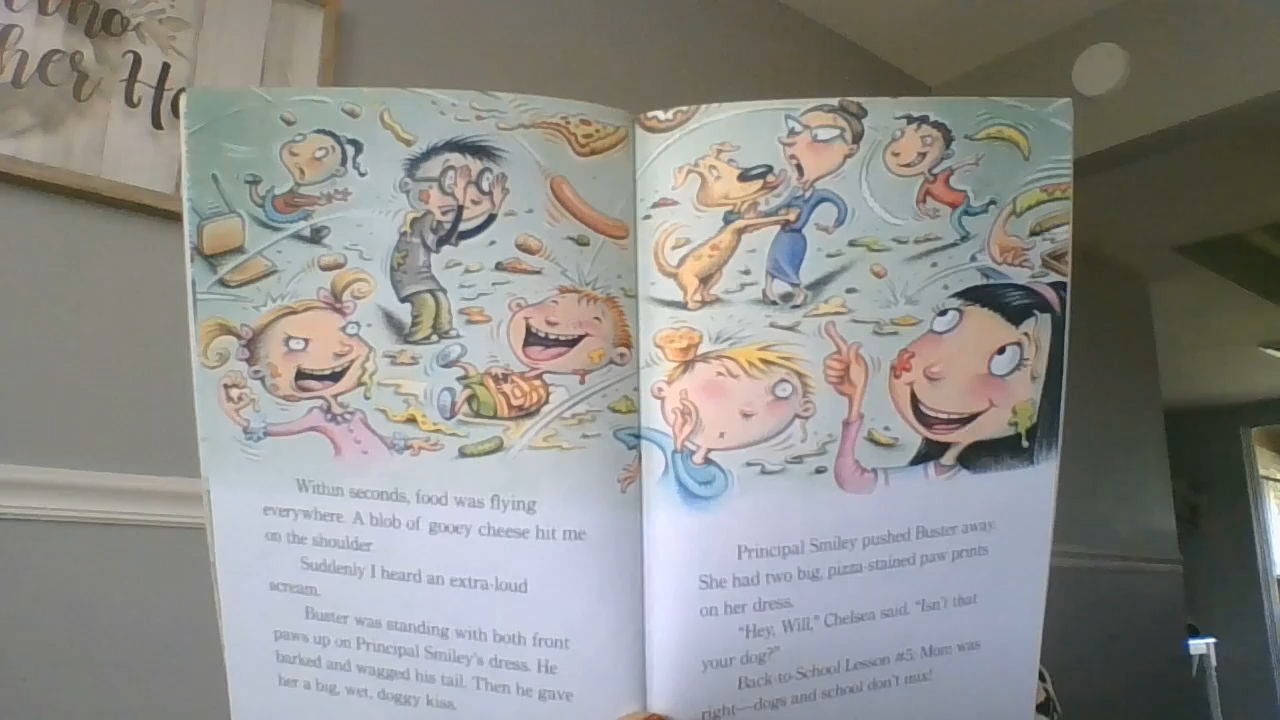 her Ho
Within seconds, food was flying
everywhere. A blob of gooey cheese hit me
on the shoulder.
Suddenly I heard an extra-loud
scream.
Buster was standing with both front
paws up on Principal Smiley's dress. He
barked and wagged his tail. Then he gave
her a big, wet, doggy kiss.
Principal Smiley pushed Buster away.
She had two big, pizza-stained paw prints
on her dress.
"Hey, Will," Chelsea said. "Isn't that
your dog?"
Back-to-School Lesson #5: Mom was
right—dogs and school don't mix!